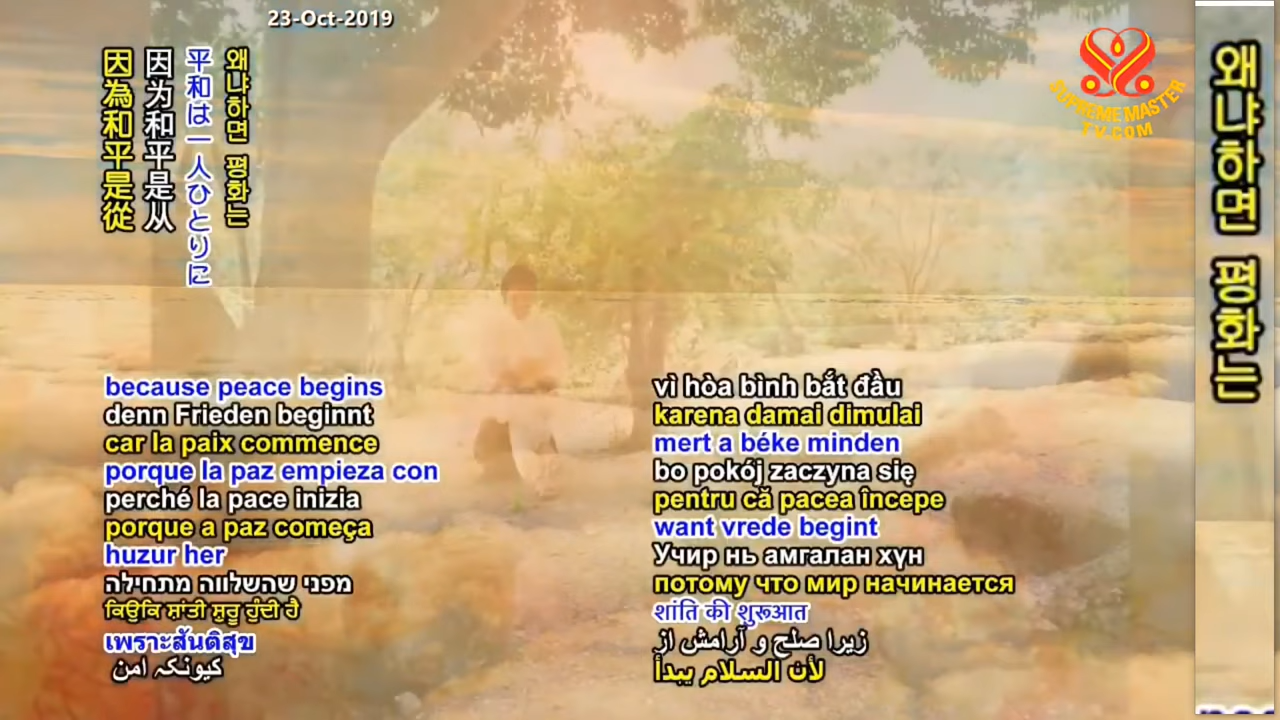 23-Oct-2019
왜냐하면 평화는
平和は一人ひとりに
因为和平是从
因為和平是從
SUPREME MASTER
TV.COM
왜냐하면 평화는
because peace begins
denn Frieden beginnt
car la paix commence
porque la paz empieza con
perché la pace inizia
porque a paz começa
huzur her
מפני שהשלווה מתחילה
ਕਿਉਕਿ ਸ਼ਾਂਤੀ ਸ਼ੁਰੂ ਹੁੰਦੀ ਹੈ
เพราะสันติสุข
کیونکہ امن
vì hòa bình bắt đầu
karena damai dimulai
mert a béke minden
bo pokój zaczyna się
pentru că pacea începe
want vrede begint
Учир нь амгалан хүн
потому что мир начинается
शांति की शुरूआत
زیرا صلح و آرامش از
لأن السلام يبدأ